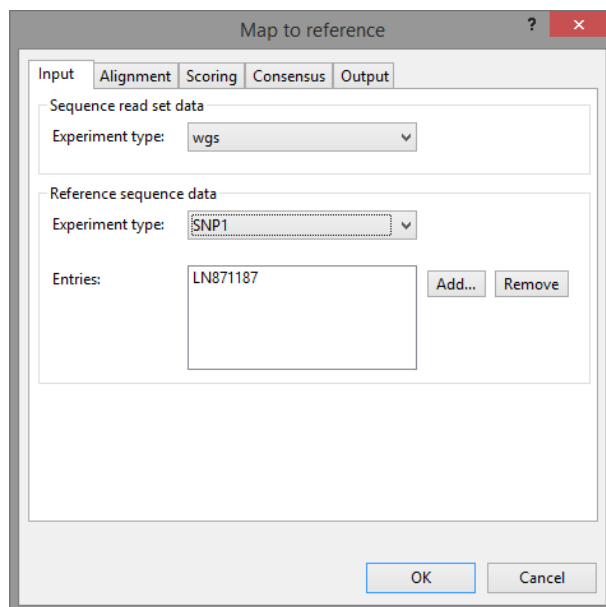 Map to reference
?
Input Alignment Scoring Consensus Output
Sequence read set data
Experiment type: wgs
Reference sequence data
Experiment type: SNP1
Entries: LN871187 Add... Remove
OK Cancel